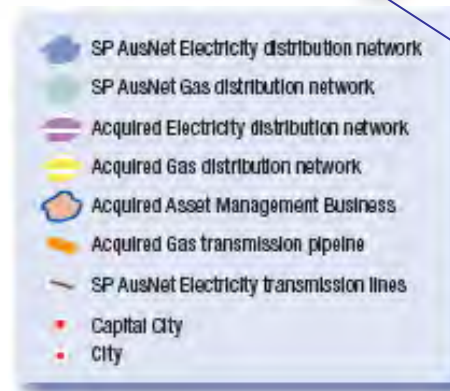 SP AusNet Electricity distribution network
SP AusNet Gas distribution network
Acquired Electricity distribution network
Acquired Gas distribution network
Acquired Asset Management Business
Acquired Gas transmission pipeine
SP AusNet Electricity transmission lines
Capital City
City